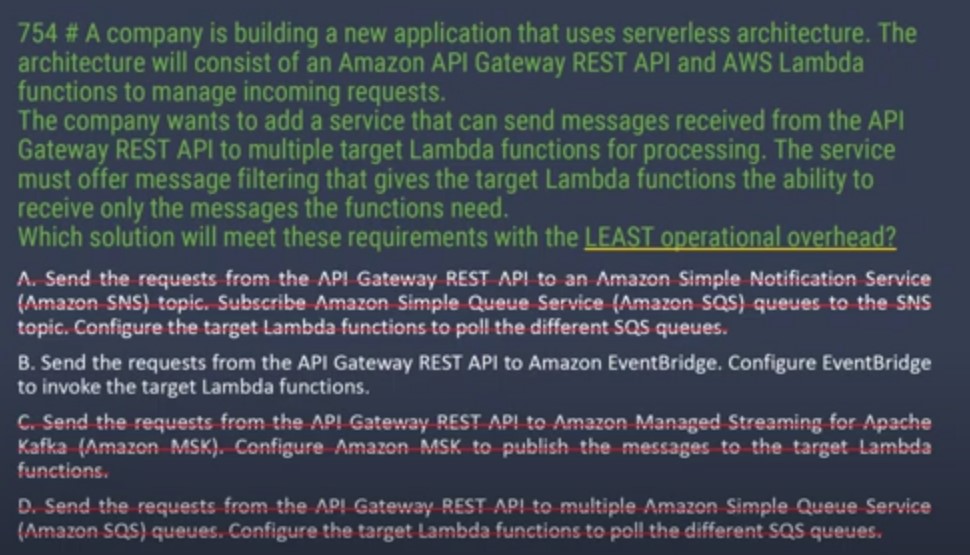 754 # A company is building a new application that uses serverless architecture. The
architecture will consist of an Amazon API Gateway REST API and AWS Lambda
functions to manage incoming requests.
The company wants to add a service that can send messages received from the API
Gateway REST API to multiple target Lambda functions for processing. The service
must offer message filtering that gives the target Lambda functions the ability to
receive only the messages the functions need.
Which solution will meet these requirements with the LEAST operational overhead?
A. Send the requests from the API Gateway REST API to an Amazon Simple Notification Service
(Amazon SNS) topic. Subscribe Amazon Simple Queue Service (Amazon SQS) queues to the SNS
topic. Configure the target Lambda functions to poll the different SQS queues.
B. Send the requests from the API Gateway REST API to Amazon EventBridge. Configure EventBridge
to invoke the target Lambda functions.
C. Send the requests from the API Gateway REST API to Amazon Managed Streaming for Apache
Kafka (Amazon MSK). Configure Amazon MSK to publish the messages to the target Lambda
functions.
D. Send the requests from the API Gateway REST API to multiple Amazon Simple Queue Service
(Amazon SQS) queues. Configure the target Lambda functions to poll the different SQS queues.